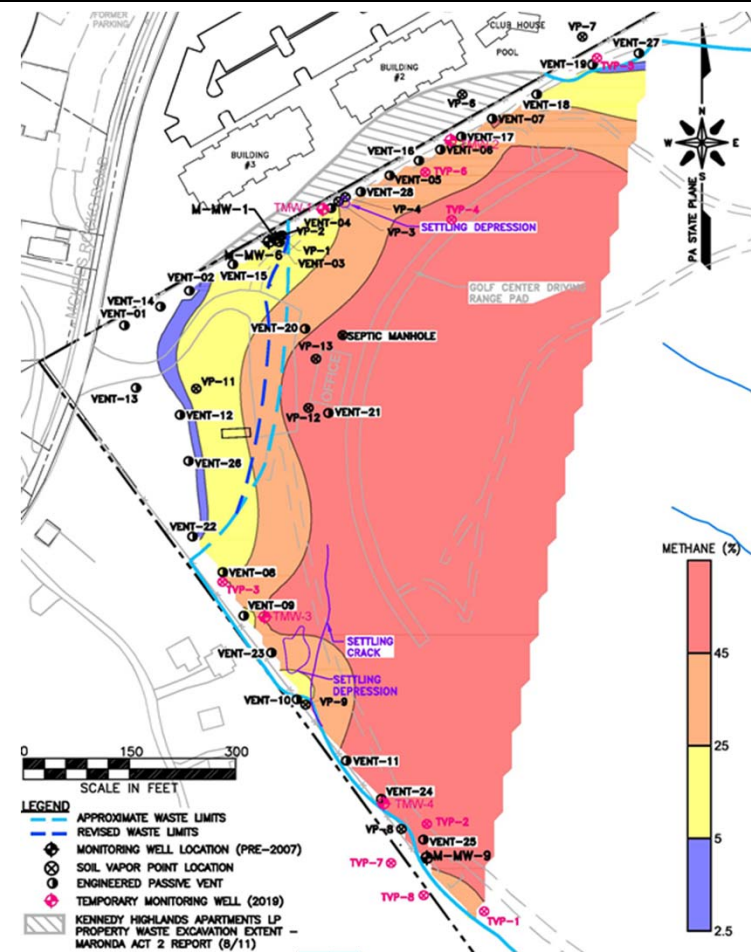 FORMER
PARKING
CLUB HOUSE
POOL
VP-7
VENT-27
VENT-19
TVP-3
BUILDING
#2
VP-6
VENT-18
VENT-07
BUILDING
#3
VENT-17
VENT-16
VENT-06
TVP-5
VENT-05
N
W
E
S
PA STATE PLANE
VENT-28
M-MW-1
TMW-1
VP-4
TVP-4
VENT-04
VP-2
VP-3
SETTLING DEPRESSION
M-MW-6
VP-1
VENT-15
VENT-03
VENT-02
GOLF CENTER DRIVING
RANGE PAD
VENT-14
VENT-01
VENT-20
SEPTIC MANHOLE
VP-13
OFFICE
VP-11
VENT-13
VP-12
VENT-21
VENT-12
VENT-26
VENT-22
METHANE (%)
VENT-08
TVP-3
VENT-09
TMW-3
SETTLING
CRACK
VENT-23
45
SETTLING
DEPRESSION
VENT-10
VP-9
25
0
150
300
SCALE IN FEET
VENT-11
VENT-24
TMW-4
TVP-2
VP-8
VENT-25
5
M-MW-9
TVP-7
TVP-8
TVP-1
2.5
LEGEND
APPROXIMATE WASTE LIMITS
REVISED WASTE LIMITS
MONITORING WELL LOCATION (PRE-2007)
SOIL VAPOR POINT LOCATION
ENGINEERED PASSIVE VENT
TEMPORARY MONITORING WELL (2019)
KENNEDY HIGHLANDS APARTMENTS LP
PROPERTY WASTE EXCAVATION EXTENT –
MARONDA ACT 2 REPORT (8/11)